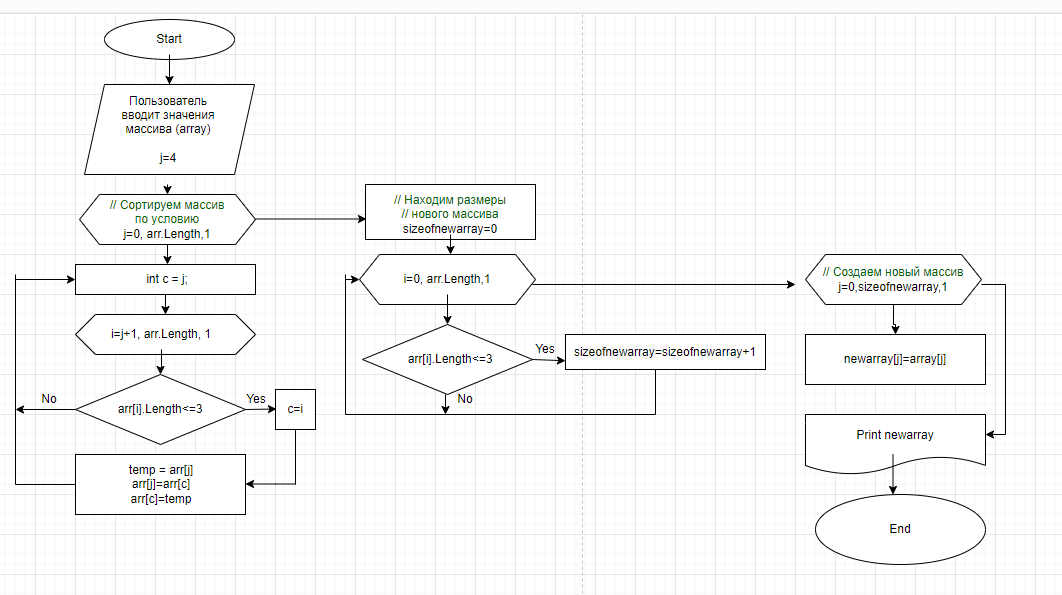 Start
Пользователь
вводит значения
массива (array)
j=4
// Сортируем массив
по условию
j=0, arr.Length,1
int c = j;
i=j+1, arr.Length, 1
arr[i].Length<=3
No
Yes
c=i
temp = arr[j]
arr[j]=arr[c]
arr[c]=temp
// Находим размеры
// нового массива
sizeofnewarray=0
i=0, arr.Length,1
arr[i].Length<=3
Yes
No
sizeofnewarray=sizeofnewarray+1
// Создаем новый массив
j=0,sizeofnewarray,1
newarray[j]=array[j]
Print newarray
End